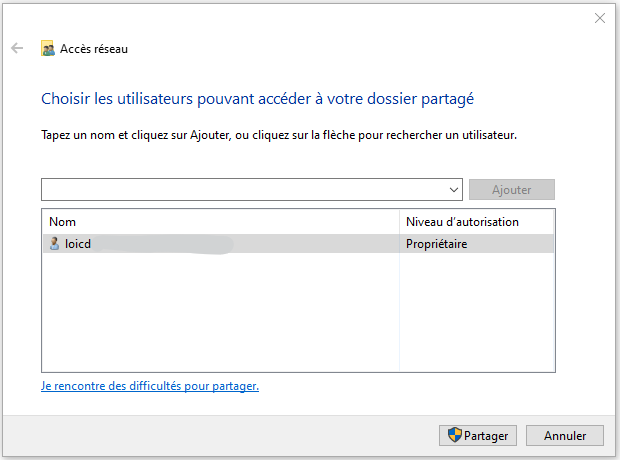 Accès réseau
Choisir les utilisateurs pouvant accéder à votre dossier partagé
Tapez un nom et cliquez sur Ajouter, ou cliquez sur la flèche pour rechercher un utilisateur.
Ajouter
Nom Niveau d'autorisation
loicd Propriétaire
Je rencontre des difficultés pour partager.
Partager Annuler